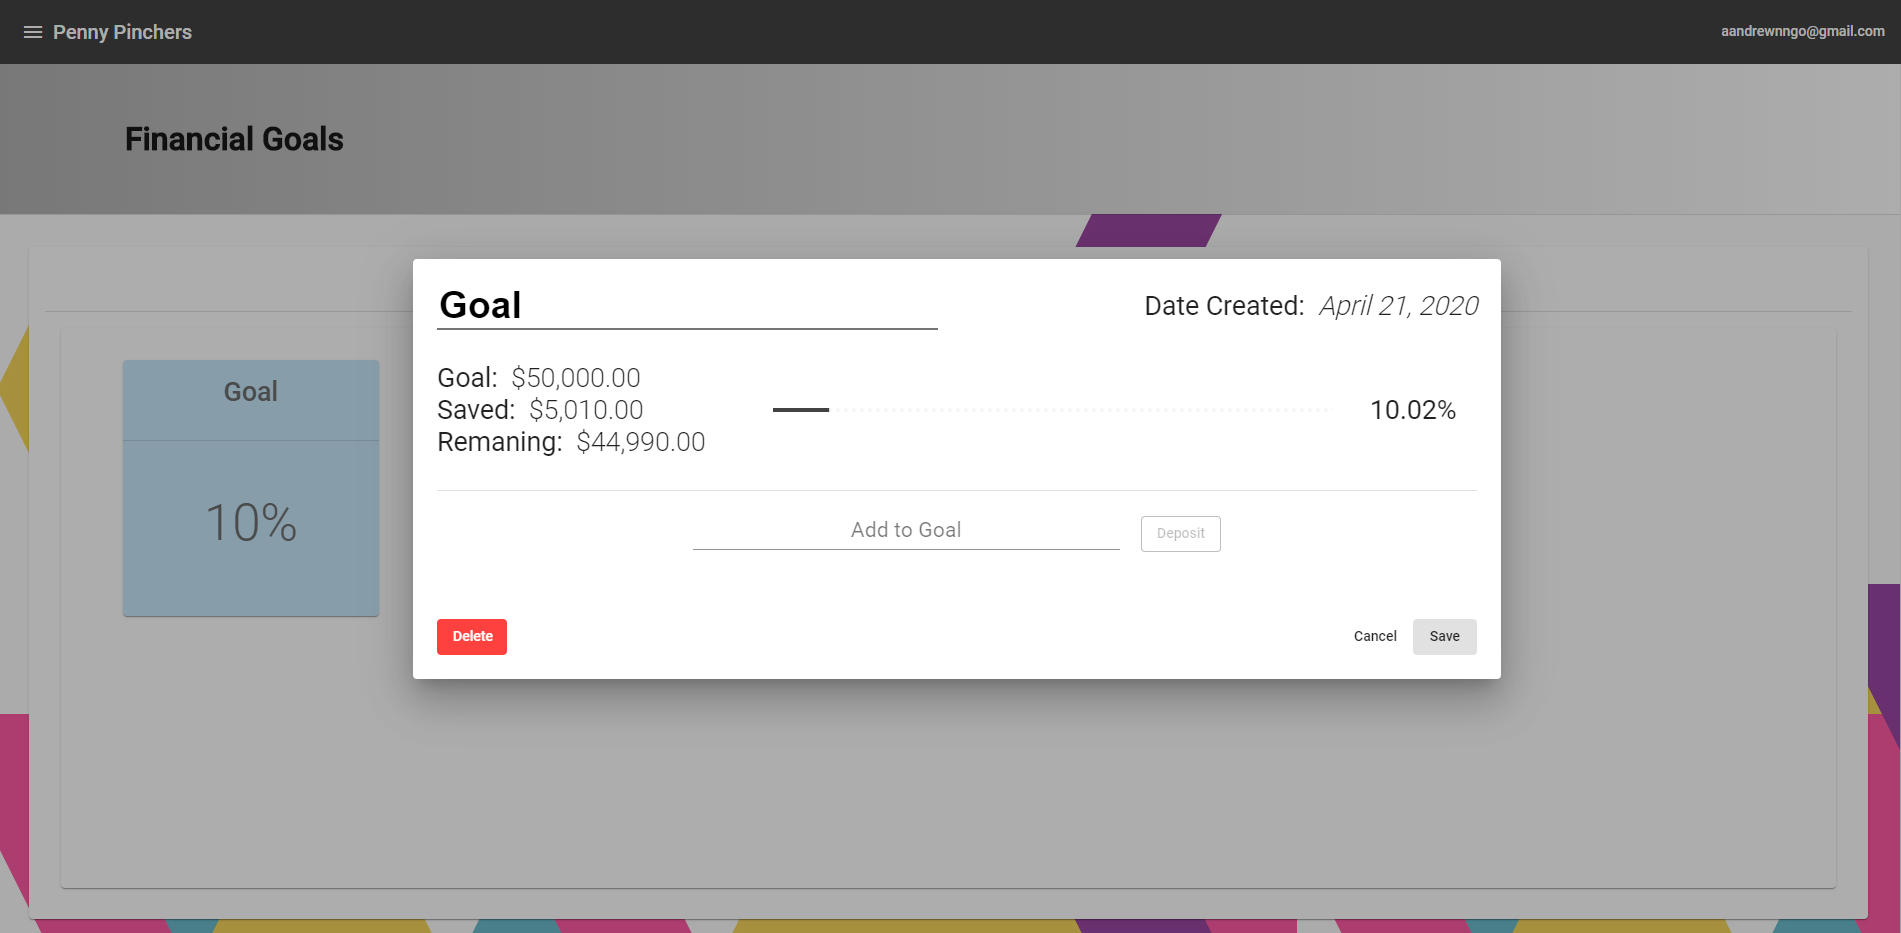 Penny Pinchers
aandrewnngo@gmail.com
Financial Goals
Goal
10%
Goal
Date Created: April 21, 2020
Goal: $50,000.00
Saved: $5,010.00
10.02%
Remaning: $44,990.00
Add to Goal
Deposit
Delete
Cancel
Save